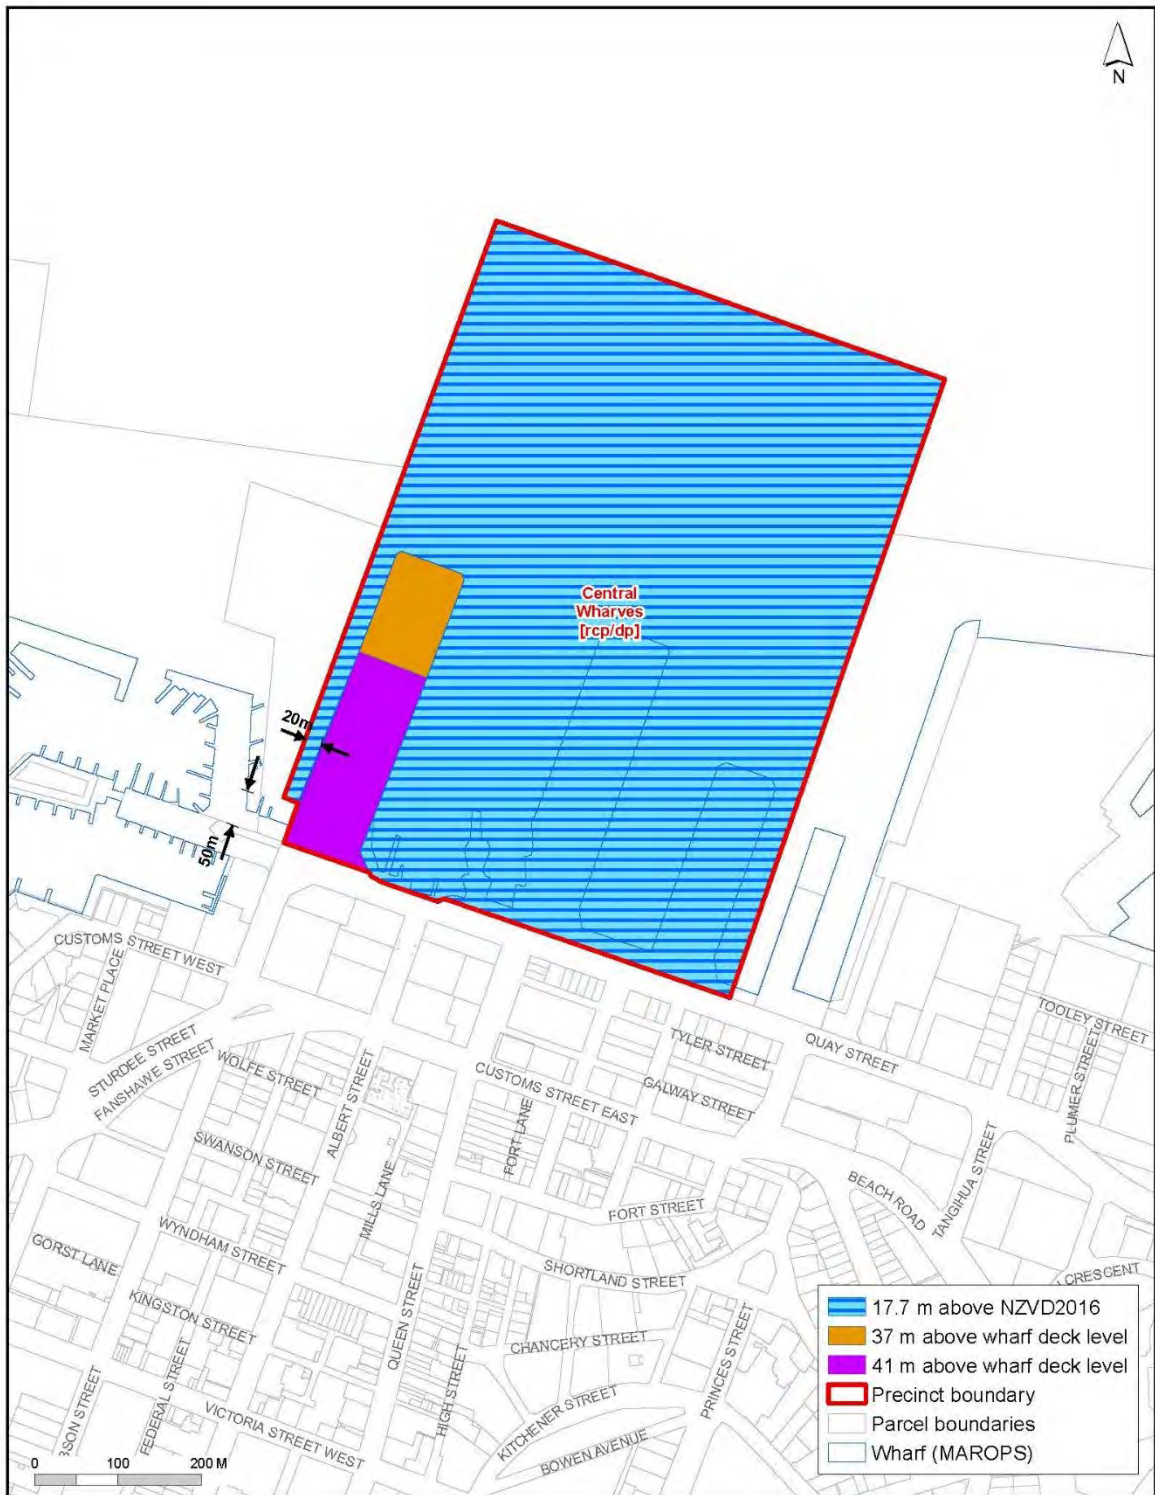 N
Central
Wharves
[rcp/dp]
20m
50m
CUSTOMS STREET WEST
MARKET PLACE
STURDEE STREET
FANSHAWE STREET
WOLFE STREET
ALBERT STREET
SWANSON STREET
MILLS LANE
WYNDHAM STREET
GORST LANE
KINGSTON STREET
QUEEN STREET
FEDERAL STREET
BSON STREET
VICTORIA STREET WEST
HIGH STREET
CUSTOMS STREET EAST
FORT LANE
TYLER STREET
GALWAY STREET
QUAY STREET
TOOLEY STREET
PLUMER STREET
TANGIHUA STREET
BEACH ROAD
FORT STREET
SHORTLAND STREET
CHANCERY STREET
PRINCES STREET
KITCHENER STREET
BOWEN AVENUE
CRESCENT
17.7 m above NZVD2016
37 m above wharf deck level
41 m above wharf deck level
Precinct boundary
Parcel boundaries
Wharf (MAROPS)
0 100 200 M